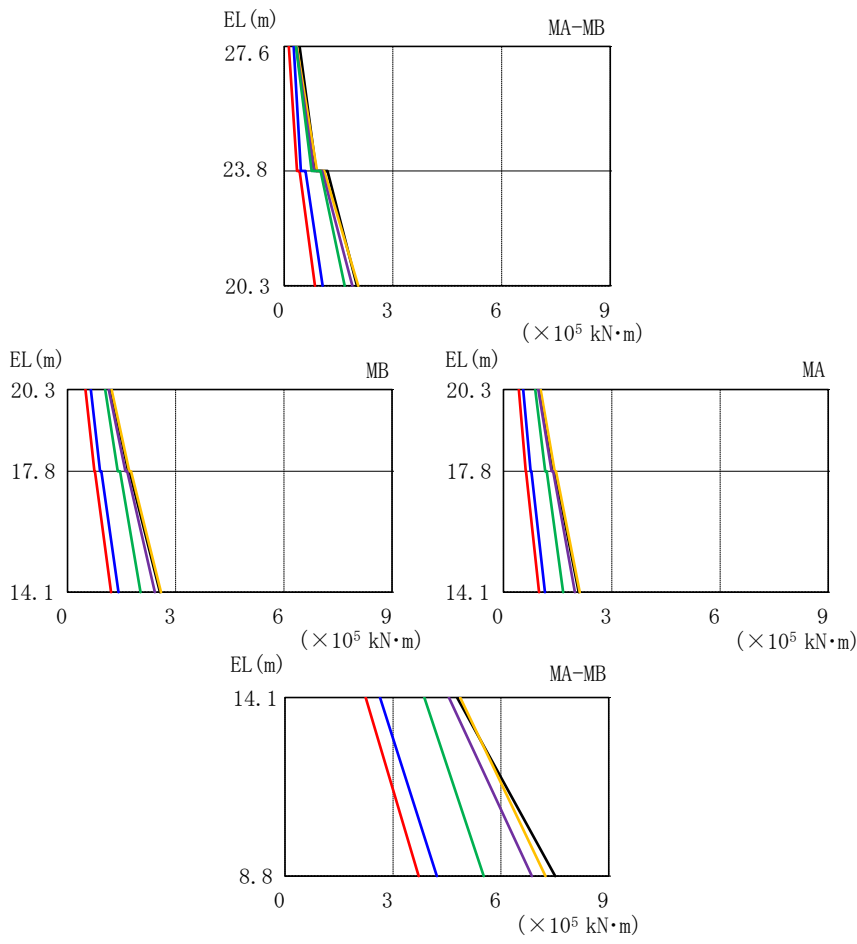 EL(m) MA-MB
27.6
23.8
20.3
0 3 6 9
(×10⁵ kN·m)
EL(m) MB
20.3
17.8
14.1
0 3 6 9
(×10⁵ kN·m)
EL(m) MA
20.3
17.8
14.1
0 3 6 9
(×10⁵ kN·m)
EL(m) MA-MB
14.1
8.8
0 3 6 9
(×10⁵ kN·m)